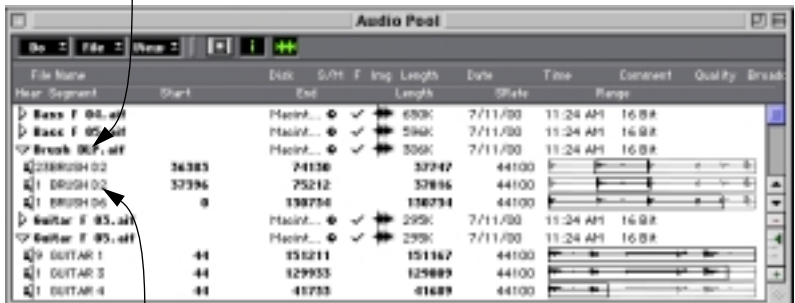 Audio Pool
Do File View
File Name Disk S/M F Img Length Date Time Comment Quality
Hear Segment Start End Length SRate Range
Bass F 04.aif Macint... 680K 7/11/00 11:24 AM 16 Bit
Bass F 05.aif Macint... 596K 7/11/00 11:24 AM 16 Bit
Brush .aif Macint... 306K 7/11/00 11:24 AM 16 Bit
BRUSH 02 36383 74130 37747 44100
1 BRUSH 02 37396 75212 37816 44100
1 BRUSH 06 0 130734 130734 44100
Guitar F 03.aif Macint... 295K 7/11/00 11:24 AM 16 Bit
Guitar F 05.aif Macint... 295K 7/11/00 11:24 AM 16 Bit
9 GUITAR 1 44 151211 151167 44100
1 GUITAR 3 44 129933 129889 44100
1 GUITAR 4 44 41733 41689 44100